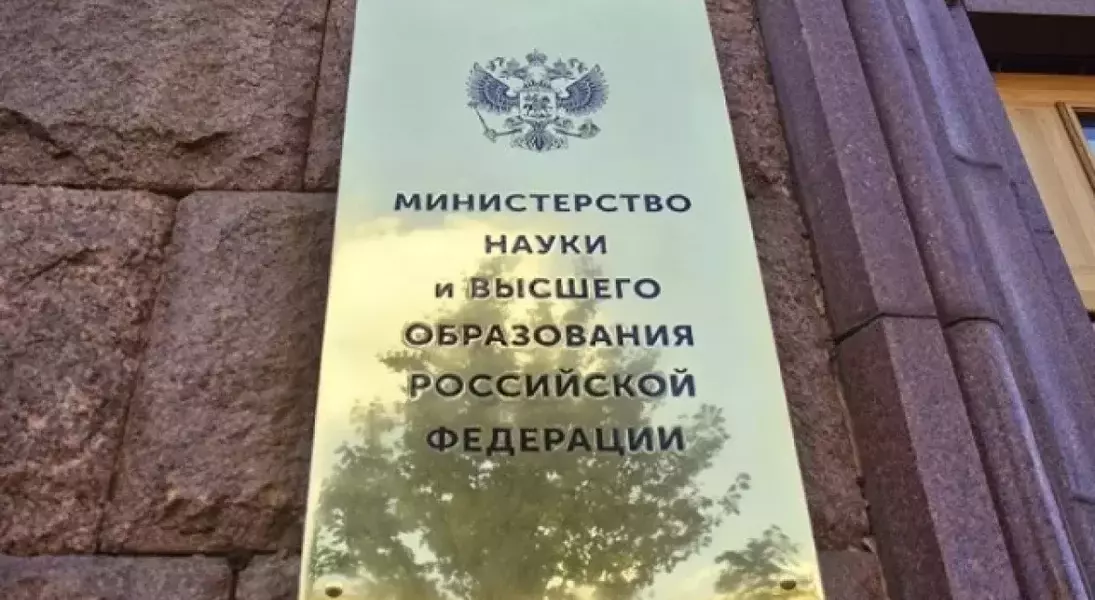 МИНИСТЕРСТВО
НАУКИ
и ВЫСШЕГО
ОБРАЗОВАНИЯ
РОССИЙСКОЙ
ФЕДЕРАЦИИ